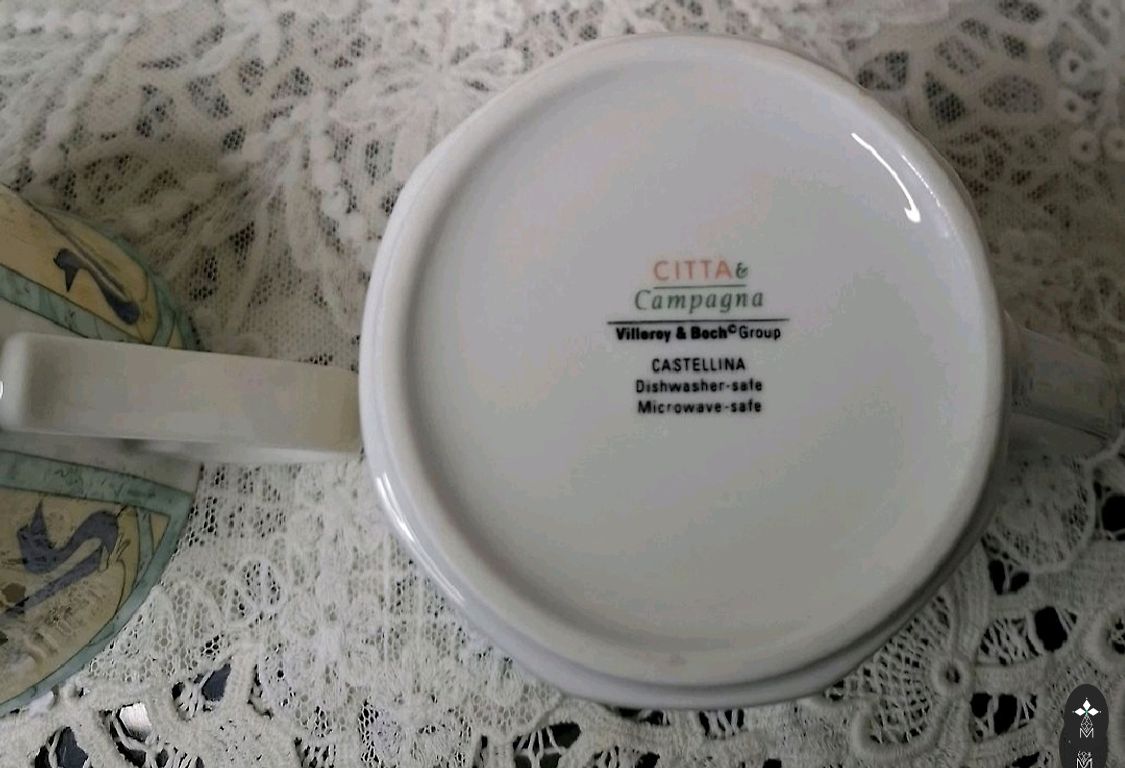 CITTA &
Campagna
Villeroy & Boch © Group
CASTELLINA
Dishwasher-safe
Microwave-safe
M
M